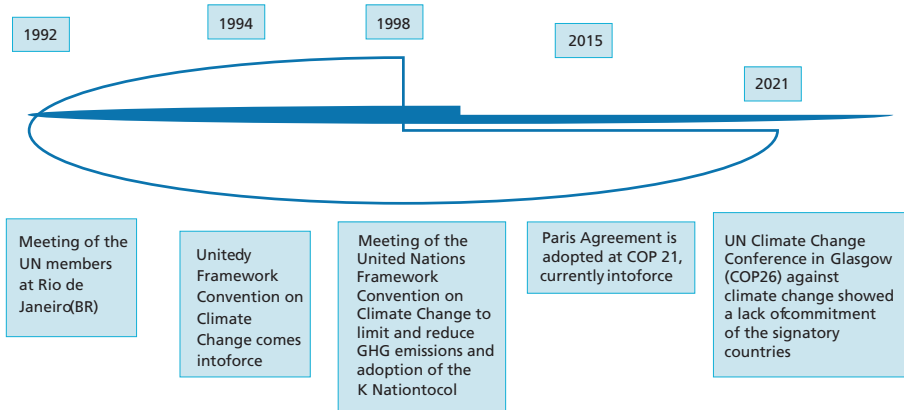 1992
1994
1998
2015
2021
Meeting of the
UN members
at Rio de
Janeiro(BR)
Unitedy
Framework
Convention on
Climate
Change comes
intoforce
Meeting of the
United Nations
Framework
Convention on
Climate Change to
limit and reduce
GHG emissions and
adoption of the
K Nationtocol
Paris Agreement is
adopted at COP 21,
currently intoforce
UN Climate Change
Conference in Glasgow
(COP26) against
climate change showed
a lack ofcommitment
of the signatory
countries